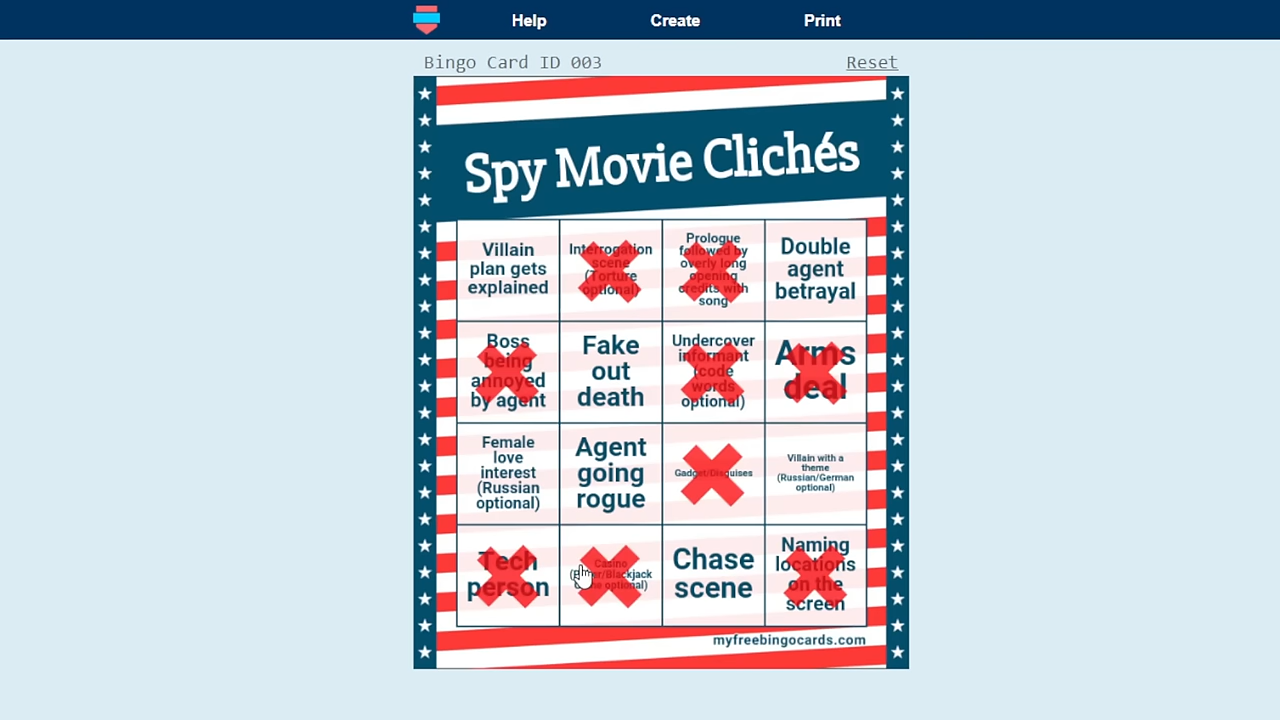 Help Create Print
Bingo Card ID 003 Reset
Spy Movie Clichés
Villain
plan gets
explained
Interrogation
scene
(Torture
optional)
Prologue
followed by
overly long
opening
credits with
song
Double
agent
betrayal
Boss
being
annoyed
by agent
Fake
out
death
Undercover
informant
(code
words
optional)
Arms
deal
Female
love
interest
(Russian
optional)
Agent
going
rogue
Gadget/Disguises
Villain with a
theme
(Russian/German
optional)
Tech
person
Casino
optional)
Chase
scene
Naming
locations
on the
screen
myfreebingocards.com